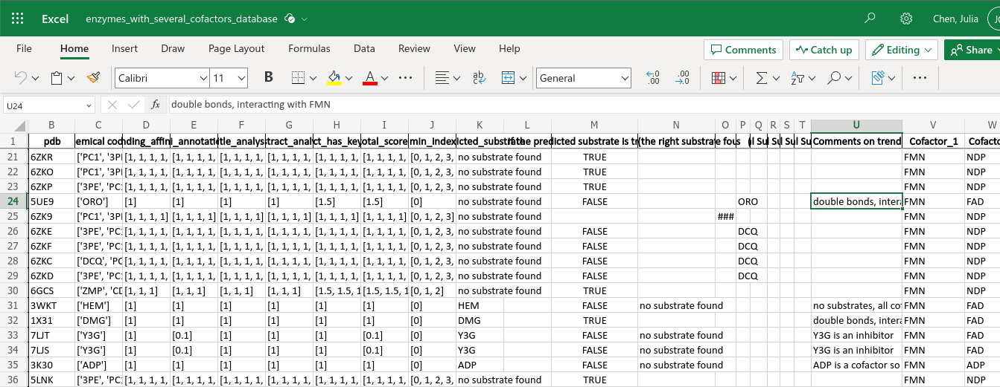 Excel enzymes_with_several_cofactors_database Chen, Julia
File Home Insert Draw Page Layout Formulas Data Review View Help Comments Catch up Editing Share
Calibri 11 B A ab General .00 .00
U24 fx double bonds, interacting with FMN
B C D E F G H I J K L M N O P Q R S T U V W
1 pdb emical cod nding_affin i_annotati tle_analys tract_analy ct_has_key otal_score min_index icted_substra if the pred icted substrate is tr (the right substrate fous l Su l Su l Su l Su Comments on trend Cofactor_1 Cofacto
21 6ZKR ['PC1', '3PI [1, 1, 1, 1, [1, 1, 1, 1, [1, 1, 1, 1, [1, 1, 1, 1, [1, 1, 1, 1, [1, 1, 1, 1, [0, 1, 2, 3, no substrate found TRUE FMN NDP
22 6ZKO ['PC1', '3PI [1, 1, 1, 1, [1, 1, 1, 1, [1, 1, 1, 1, [1, 1, 1, 1, [1, 1, 1, 1, [1, 1, 1, 1, [0, 1, 2, 3, no substrate found TRUE FMN NDP
23 6ZKP ['3PE', 'PC1 [1, 1, 1, 1, [1, 1, 1, 1, [1, 1, 1, 1, [1, 1, 1, 1, [1, 1, 1, 1, [1, 1, 1, 1, [0, 1, 2, 3, no substrate found TRUE FMN NDP
24 5UE9 ['ORO'] [1] [1] [1] [1] [1.5] [1.5] [0] no substrate found FALSE ORO double bonds, intera FMN FAD
25 6ZK9 ['PC1', '3PI [1, 1, 1, 1] [1, 1, 1, 1] [1, 1, 1, 1] [1, 1, 1, 1] [1, 1, 1, 1] [1, 1, 1, 1] [0, 1, 2, 3] no substrate found ### FMN NDP
26 6ZKE ['3PE', 'PC1 [1, 1, 1, 1, [1, 1, 1, 1, [1, 1, 1, 1, [1, 1, 1, 1, [1, 1, 1, 1, [1, 1, 1, 1, [0, 1, 2, 3, no substrate found FALSE DCQ FMN NDP
27 6ZKF ['3PE', 'PC1 [1, 1, 1, 1, [1, 1, 1, 1, [1, 1, 1, 1, [1, 1, 1, 1, [1, 1, 1, 1, [1, 1, 1, 1, [0, 1, 2, 3, no substrate found FALSE DCQ FMN NDP
28 6ZKC ['DCQ', 'PC [1, 1, 1, 1, [1, 1, 1, 1, [1, 1, 1, 1, [1, 1, 1, 1, [1, 1, 1, 1, [1, 1, 1, 1, [0, 1, 2, 3, no substrate found FALSE DCQ FMN NDP
29 6ZKD ['3PE', 'PC1 [1, 1, 1, 1, [1, 1, 1, 1, [1, 1, 1, 1, [1, 1, 1, 1, [1, 1, 1, 1, [1, 1, 1, 1, [0, 1, 2, 3, no substrate found FALSE DCQ FMN NDP
30 6GCS ['ZMP', 'CD [1, 1, 1] [1, 1, 1] [1, 1, 1] [1, 1, 1] [1.5, 1.5, 1 [1.5, 1.5, 1 [0, 1, 2] no substrate found TRUE FMN NDP
31 3WKT ['HEM'] [1] [1] [1] [1] [1] [1] [0] HEM FALSE no substrate found no substrates, all co FMN FAD
32 1X31 ['DMG'] [1] [1] [1] [1] [1] [1] [0] DMG TRUE double bonds, intera FMN FAD
33 7LJT ['Y3G'] [1] [0.1] [1] [1] [1] [0.1] [0] Y3G FALSE no substrate found Y3G is an inhibitor FMN FAD
34 7LJS ['Y3G'] [1] [0.1] [1] [1] [1] [0.1] [0] Y3G FALSE no substrate found Y3G is an inhibitor FMN FAD
35 3K30 ['ADP'] [1] [1] [1] [1] [1] [1] [0] ADP FALSE no substrate found ADP is a cofactor so FMN ADP
36 5LNK ['3PE', 'PC1 [1, 1, 1, 1, [1, 1, 1, 1, [1, 1, 1, 1, [1, 1, 1, 1, [1, 1, 1, 1, [1, 1, 1, 1, [0, 1, 2, 3, no substrate found TRUE FMN NDP